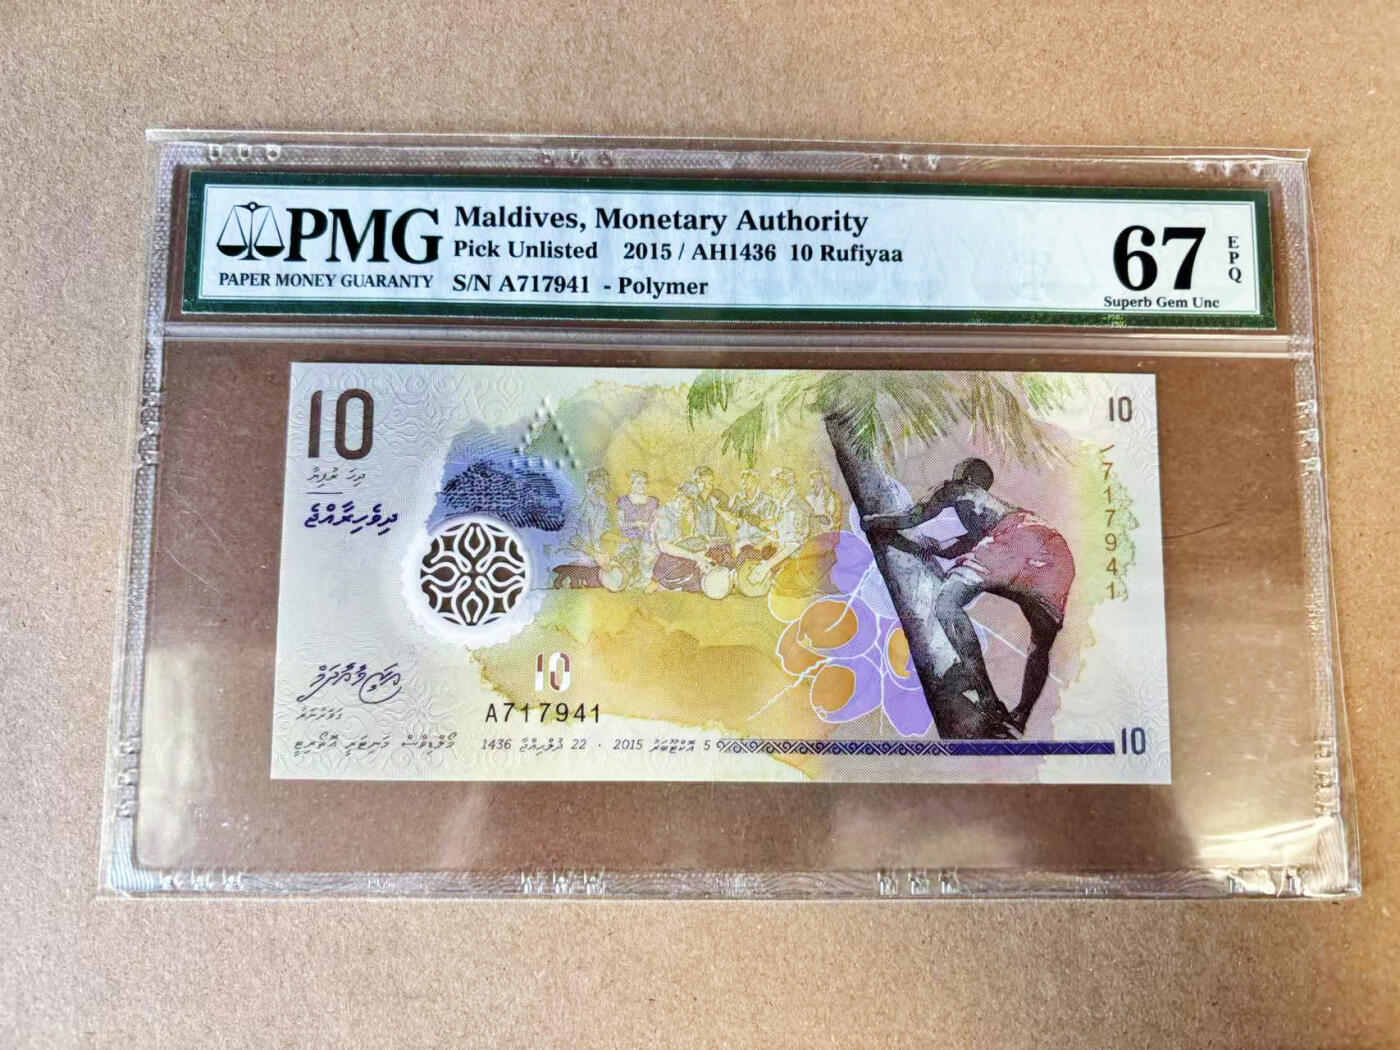 PMG
PAPER MONEY GUARANTY
Maldives, Monetary Authority
Pick Unlisted 2015 / AH1436 10 Rufiyaa
S/N A717941 - Polymer
67
EPQ
Superb Gem Unc
10
ދިހަ ރުފިޔާ
ދިވެހިރާއްޖެ
10
717941
10
A717941
ގަވަރުނަރު
މޯލްޑިވްސް މަނިޓަރީ އޮތޯރިޓީ
5 އޮކްޓޫބަރު 2015 · 22 ޛުލްޙިއްޖާ 1436
10